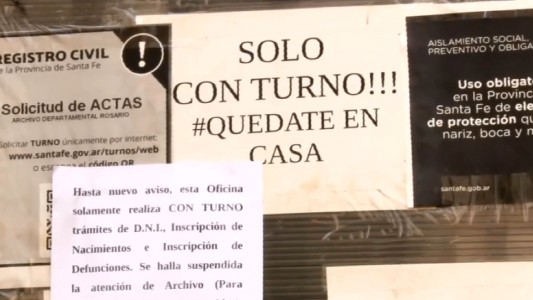 REGISTRO CIVIL
de la Provincia de Santa Fe
!
Solicitud de ACTAS
ARCHIVO DEPARTAMENTAL ROSARIO
Solicitar TURNO únicamente por internet:
www.santafe.gov.ar/turnos/web
o código QR
SOLO
CON TURNO!!!
#QUEDATE EN
CASA
AISLAMIENTO SOCIAL,
PREVENTIVO Y OBLIGA
Uso obligat
en la Provinc
Santa Fe de ele
de protección qu
nariz, boca y m
santafe.gob.ar
Hasta nuevo aviso, esta Oficina
solamente realiza CON TURNO
trámites de D.N.I., Inscripción de
Nacimientos e Inscripción de
Defunciones. Se halla suspendida
la atención de Archivo (Para